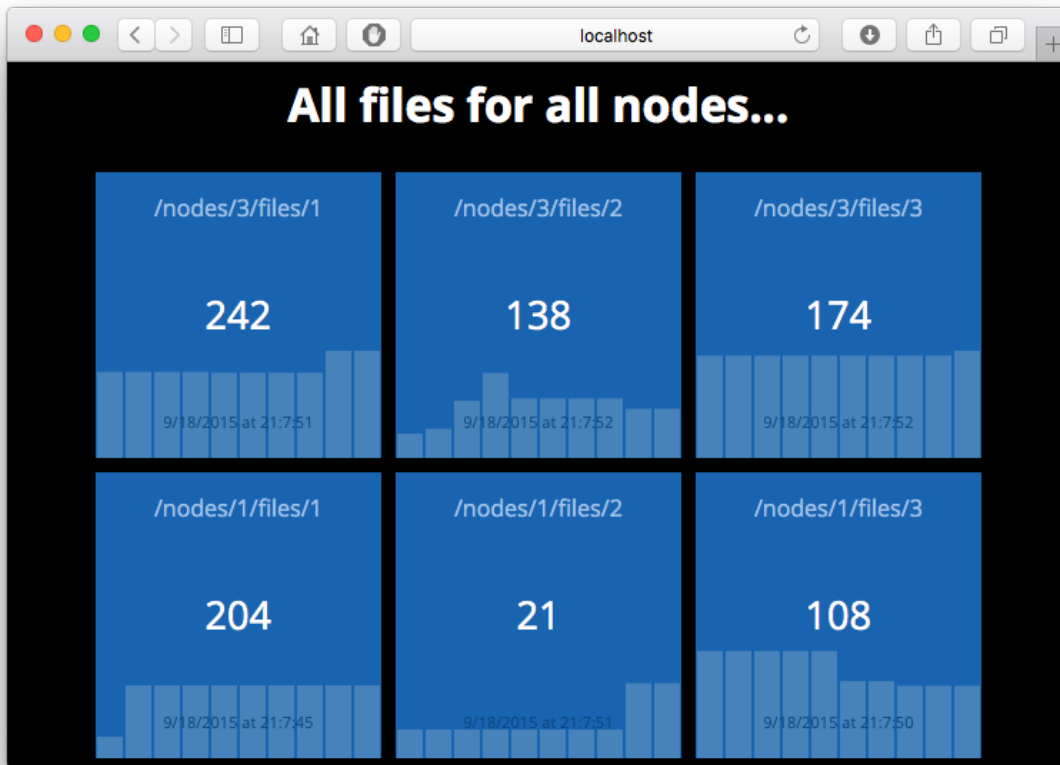 localhost
All files for all nodes...
/nodes/3/files/1
242
9/18/2015 at 21:7:51
/nodes/3/files/2
138
9/18/2015 at 21:7:52
/nodes/3/files/3
174
9/18/2015 at 21:7:52
/nodes/1/files/1
204
9/18/2015 at 21:7:45
/nodes/1/files/2
21
9/18/2015 at 21:7:51
/nodes/1/files/3
108
9/18/2015 at 21:7:50